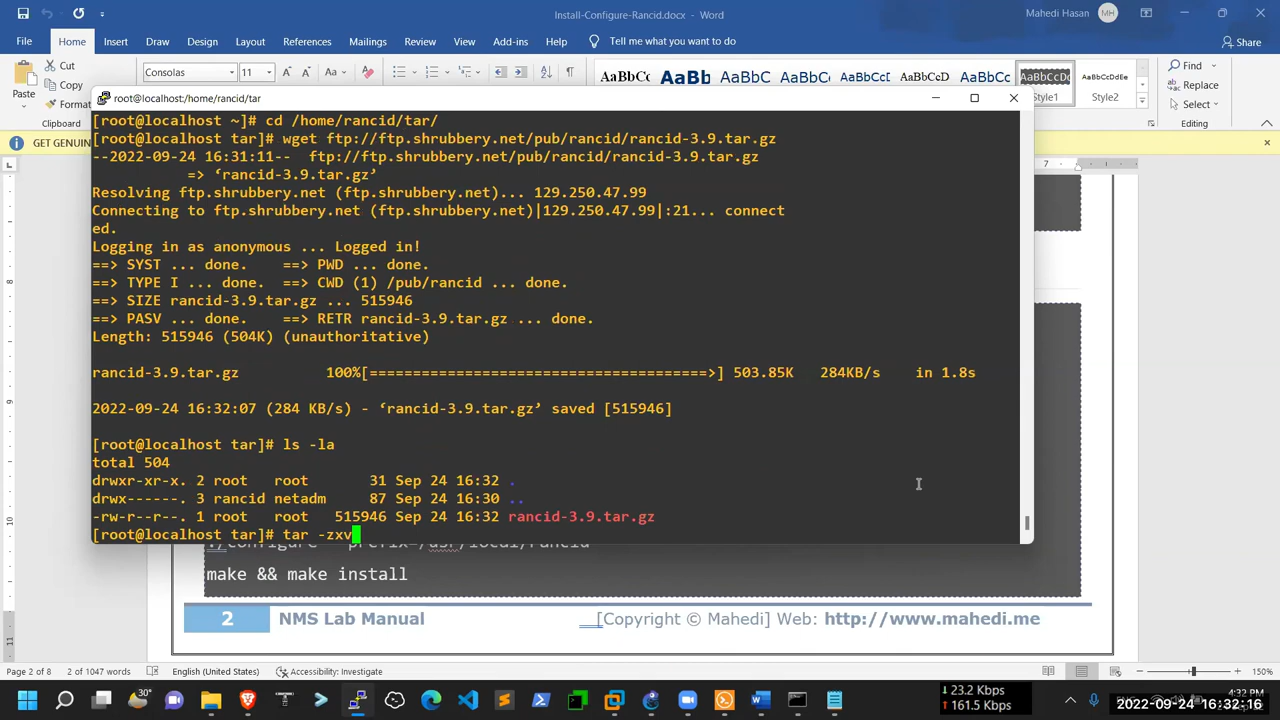 Install-Configure-Rancid.docx - Word
Mahedi Hasan
MH
File Home Insert Draw Design Layout References Mailings Review View Add-ins Help Tell me what you want to do
Share
Paste
Cut
Copy
Format
Clipboard
Consolas
11
Aa
AaBbCc
AaBb
AaBbCC
AaBbCcL
AaBbCcI
AaBbCcDd
AaBbCc
AaBbCcDc
AaBbCcDdEe
Style1
Style2
Find
Replace
Select
Editing
GET GENUIN
root@localhost:/home/rancid/tar
[root@localhost ~]# cd /home/rancid/tar/
[root@localhost tar]# wget ftp://ftp.shrubbery.net/pub/rancid/rancid-3.9.tar.gz
--2022-09-24 16:31:11-- ftp://ftp.shrubbery.net/pub/rancid/rancid-3.9.tar.gz
=> ‘rancid-3.9.tar.gz’
Resolving ftp.shrubbery.net (ftp.shrubbery.net)... 129.250.47.99
Connecting to ftp.shrubbery.net (ftp.shrubbery.net)|129.250.47.99|:21... connect
ed.
Logging in as anonymous ... Logged in!
==> SYST ... done. ==> PWD ... done.
==> TYPE I ... done. ==> CWD (1) /pub/rancid ... done.
==> SIZE rancid-3.9.tar.gz ... 515946
==> PASV ... done. ==> RETR rancid-3.9.tar.gz ... done.
Length: 515946 (504K) (unauthoritative)
rancid-3.9.tar.gz 100%[=======================================>] 503.85K 284KB/s in 1.8s
2022-09-24 16:32:07 (284 KB/s) - ‘rancid-3.9.tar.gz’ saved [515946]
[root@localhost tar]# ls -la
total 504
drwxr-xr-x. 2 root root 31 Sep 24 16:32 .
drwx------. 3 rancid netadm 87 Sep 24 16:30 ..
-rw-r--r--. 1 root root 515946 Sep 24 16:32 rancid-3.9.tar.gz
[root@localhost tar]# tar -zxv
make && make install
2 NMS Lab Manual [Copyright © Mahedi] Web: http://www.mahedi.me
Page 2 of 8 2 of 1047 words English (United States) Accessibility: Investigate
150%
30°
23.2 Kbps
161.5 Kbps
4:32 PM
2022-09-24 16:32:16